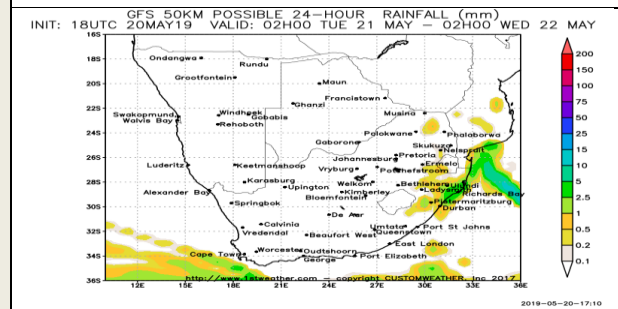 GFS 50KM POSSIBLE 24-HOUR RAINFALL (mm)
INIT: 18UTC 20MAY19 VALID: 02H00 TUE 21 MAY - 02H00 WED 22 MAY
16S
Ondangwa
Rundu
18S
Grootfontein
Maun
20S
Francistown
Ghanzi
22S
Musina
Swakopmund
Windhoek
Gobabis
Walvis Bay
Rehoboth
24S
Polokwane
Phalaborwa
Gaborone
Skukuza
Nelspruit
26S
Pretoria
Johannesburg
Luderitz
Keetmanshoop
Vryburg
Potchefstroom
Ermelo
28S
Karasburg
Upington
Welkom
Bethlehem
Ulundi
Alexander Bay
Kimberley
Ladysmith
Richards Bay
Bloemfontein
30S
Springbok
Pietermaritzburg
Durban
De Aar
32S
Calvinia
Umtata
Port St Johns
Vredendal
Beaufort West
Queenstown
East London
34S
Cape Town
Worcester
Oudtshoorn
George
Port Elizabeth
http://www.1stweather.com - copyright CUSTOMWEATHER, Inc 2017
36S
12E 15E 18E 21E 24E 27E 30E 33E 36E
200
150
100
75
50
25
15
10
5
2.5
1
0.5
0.2
0.1
2019-05-20-17:10